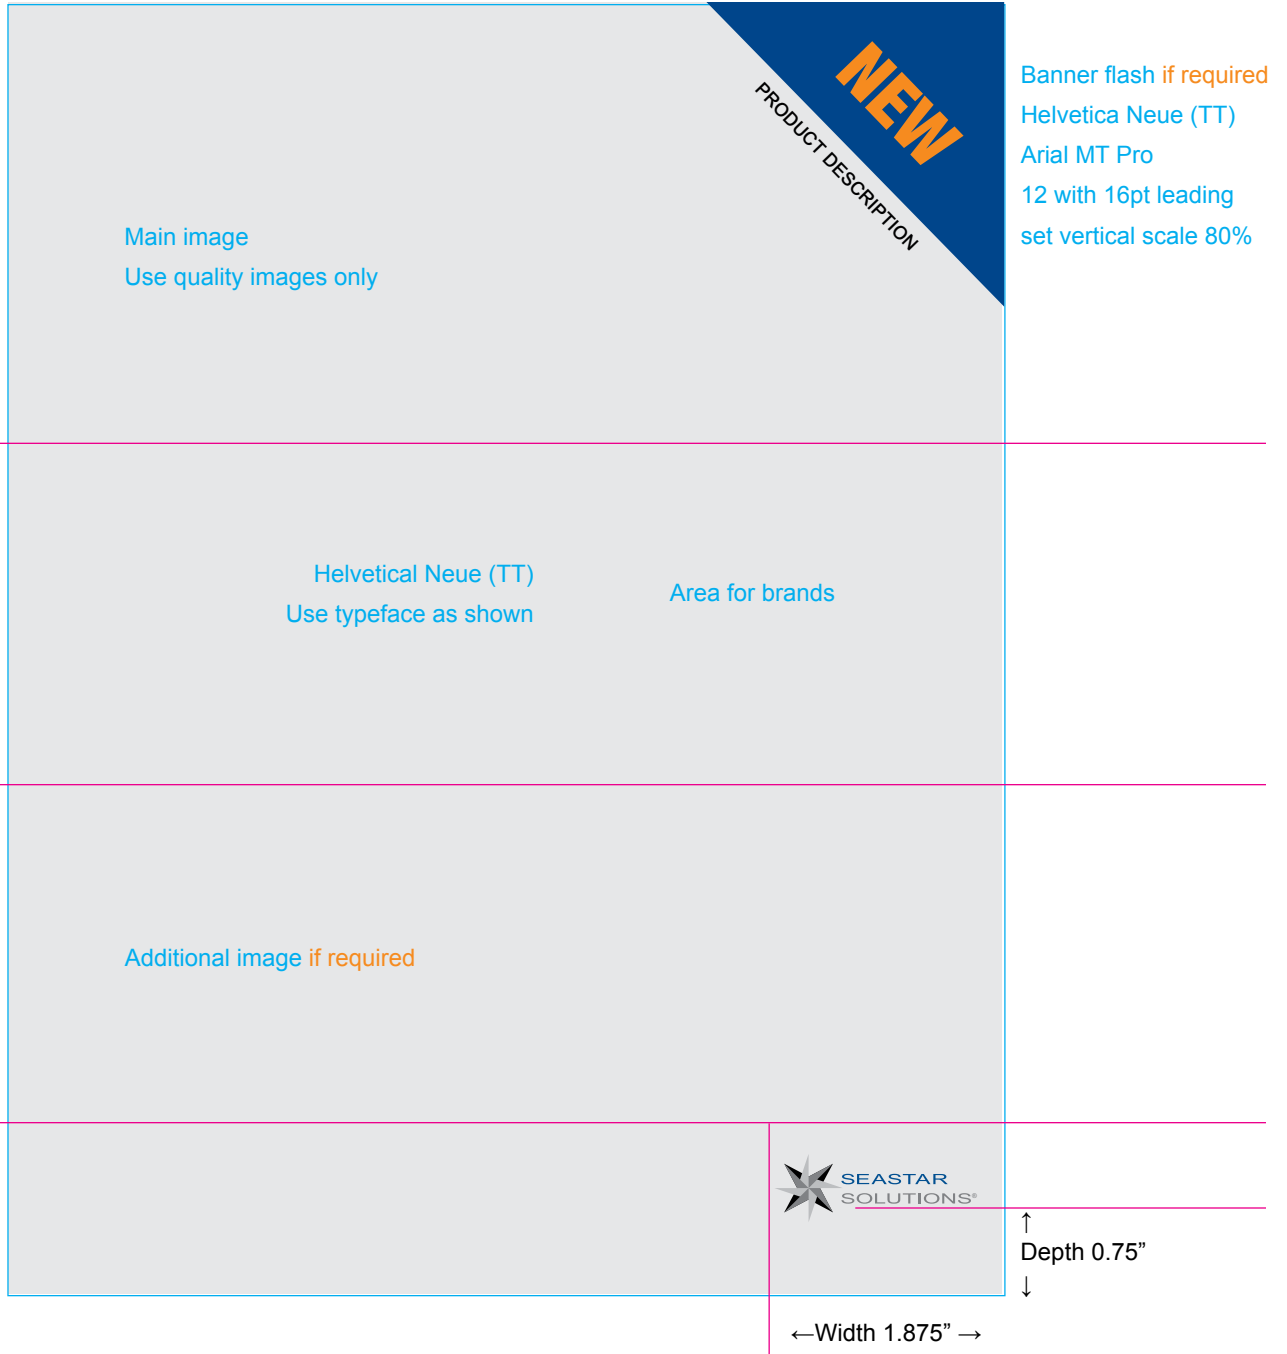 NEW
PRODUCT DESCRIPTION
Banner flash if required
Helvetica Neue (TT)
Arial MT Pro
12 with 16pt leading
set vertical scale 80%
Main image
Use quality images only
Helvetical Neue (TT)
Use typeface as shown
Area for brands
Additional image if required
SEASTAR
SOLUTIONS®
↑
Depth 0.75”
↓
←Width 1.875” →